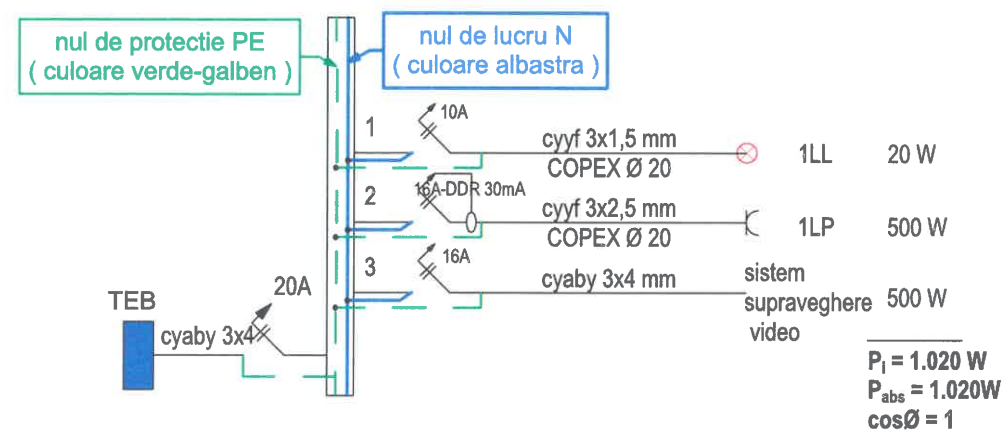 nul de protectie PE
( culoare verde-galben )
nul de lucru N
( culoare albastra )
1
10A
cyyf 3x1,5 mm
COPEX Ø 20
1LL
20 W
2
16A-DDR 30mA
cyyf 3x2,5 mm
COPEX Ø 20
1LP
500 W
3
16A
cyaby 3x4 mm
sistem
supraveghere
video
500 W
TEB
20A
cyaby 3x4
Pi = 1.020 W
Pabs = 1.020W
cosØ = 1